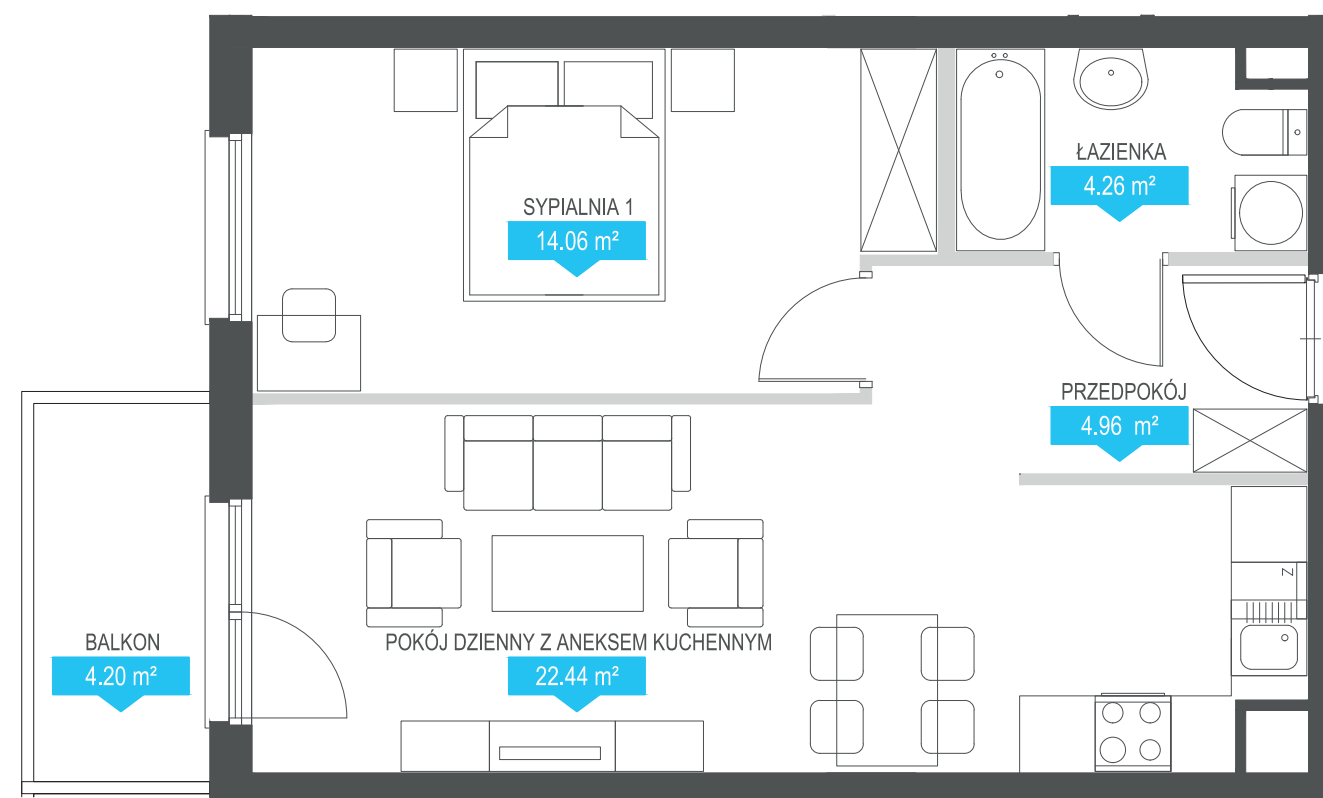 ŁAZIENKA
4.26 m²
SYPIALNIA 1
14.06 m²
PRZEDPOKÓJ
4.96 m²
Z
BALKON
4.20 m²
POKÓJ DZIENNY Z ANEKSEM KUCHENNYM
22.44 m²